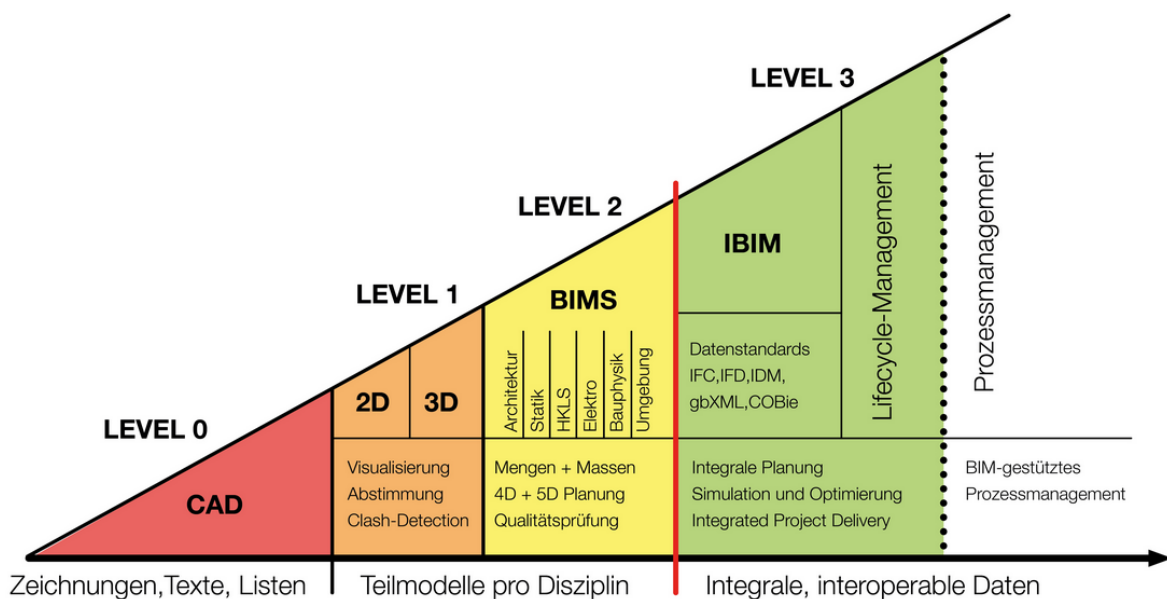 LEVEL 3
LEVEL 2
LEVEL 1
LEVEL 0
CAD
2D
3D
Visualisierung
Abstimmung
Clash-Detection
BIMS
Architektur
Statik
HKLS
Elektro
Bauphysik
Umgebung
Mengen + Massen
4D + 5D Planung
Qualitätsprüfung
IBIM
Datenstandards
IFC,IFD,IDM,
gbXML,COBie
Lifecycle-Management
Integrale Planung
Simulation und Optimierung
Integrated Project Delivery
Prozessmanagement
BIM-gestütztes
Prozessmanagement
Zeichnungen,Texte, Listen
Teilmodelle pro Disziplin
Integrale, interoperable Daten